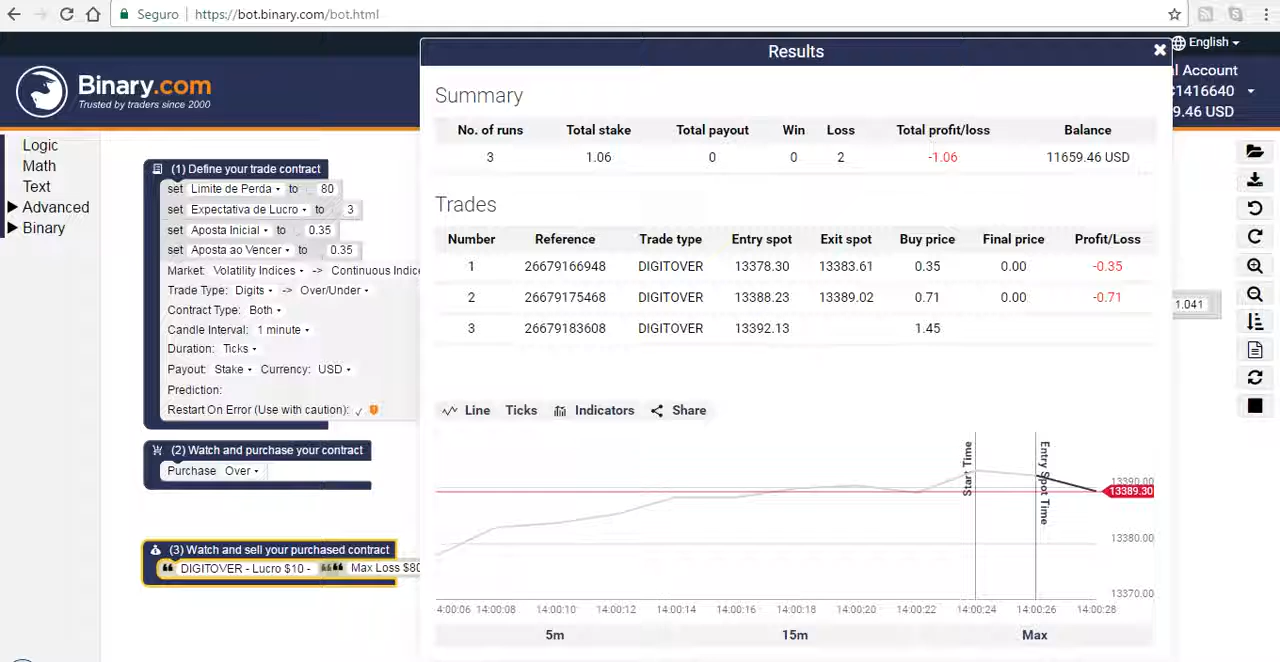 Seguro | https://bot.binary.com/bot.html
English
Binary.com
Trusted by traders since 2000
l Account
1416640
9.46 USD
Logic
Math
Text
Advanced
Binary
(1) Define your trade contract
set Limite de Perda to 80
set Expectativa de Lucro to 3
set Aposta Inicial to 0.35
set Aposta ao Vencer to 0.35
Market: Volatility Indices -> Continuous Indice
Trade Type: Digits -> Over/Under
Contract Type: Both
Candle Interval: 1 minute
Duration: Ticks
Payout: Stake Currency: USD
Prediction:
Restart On Error (Use with caution):
(2) Watch and purchase your contract
Purchase Over
(3) Watch and sell your purchased contract
DIGITOVER - Lucro $10 - Max Loss $80
Results
Summary
No. of runs Total stake Total payout Win Loss Total profit/loss Balance
3 1.06 0 0 2 -1.06 11659.46 USD
Trades
Number Reference Trade type Entry spot Exit spot Buy price Final price Profit/Loss
1 26679166948 DIGITOVER 13378.30 13383.61 0.35 0.00 -0.35
2 26679175468 DIGITOVER 13388.23 13389.02 0.71 0.00 -0.71
3 26679183608 DIGITOVER 13392.13 1.45
1.041
Line Ticks Indicators Share
Start Time
Entry Spot Time
13390.00
13389.30
13380.00
13370.00
4:00:06 14:00:08 14:00:10 14:00:12 14:00:14 14:00:16 14:00:18 14:00:20 14:00:22 14:00:24 14:00:26 14:00:28
5m 15m Max